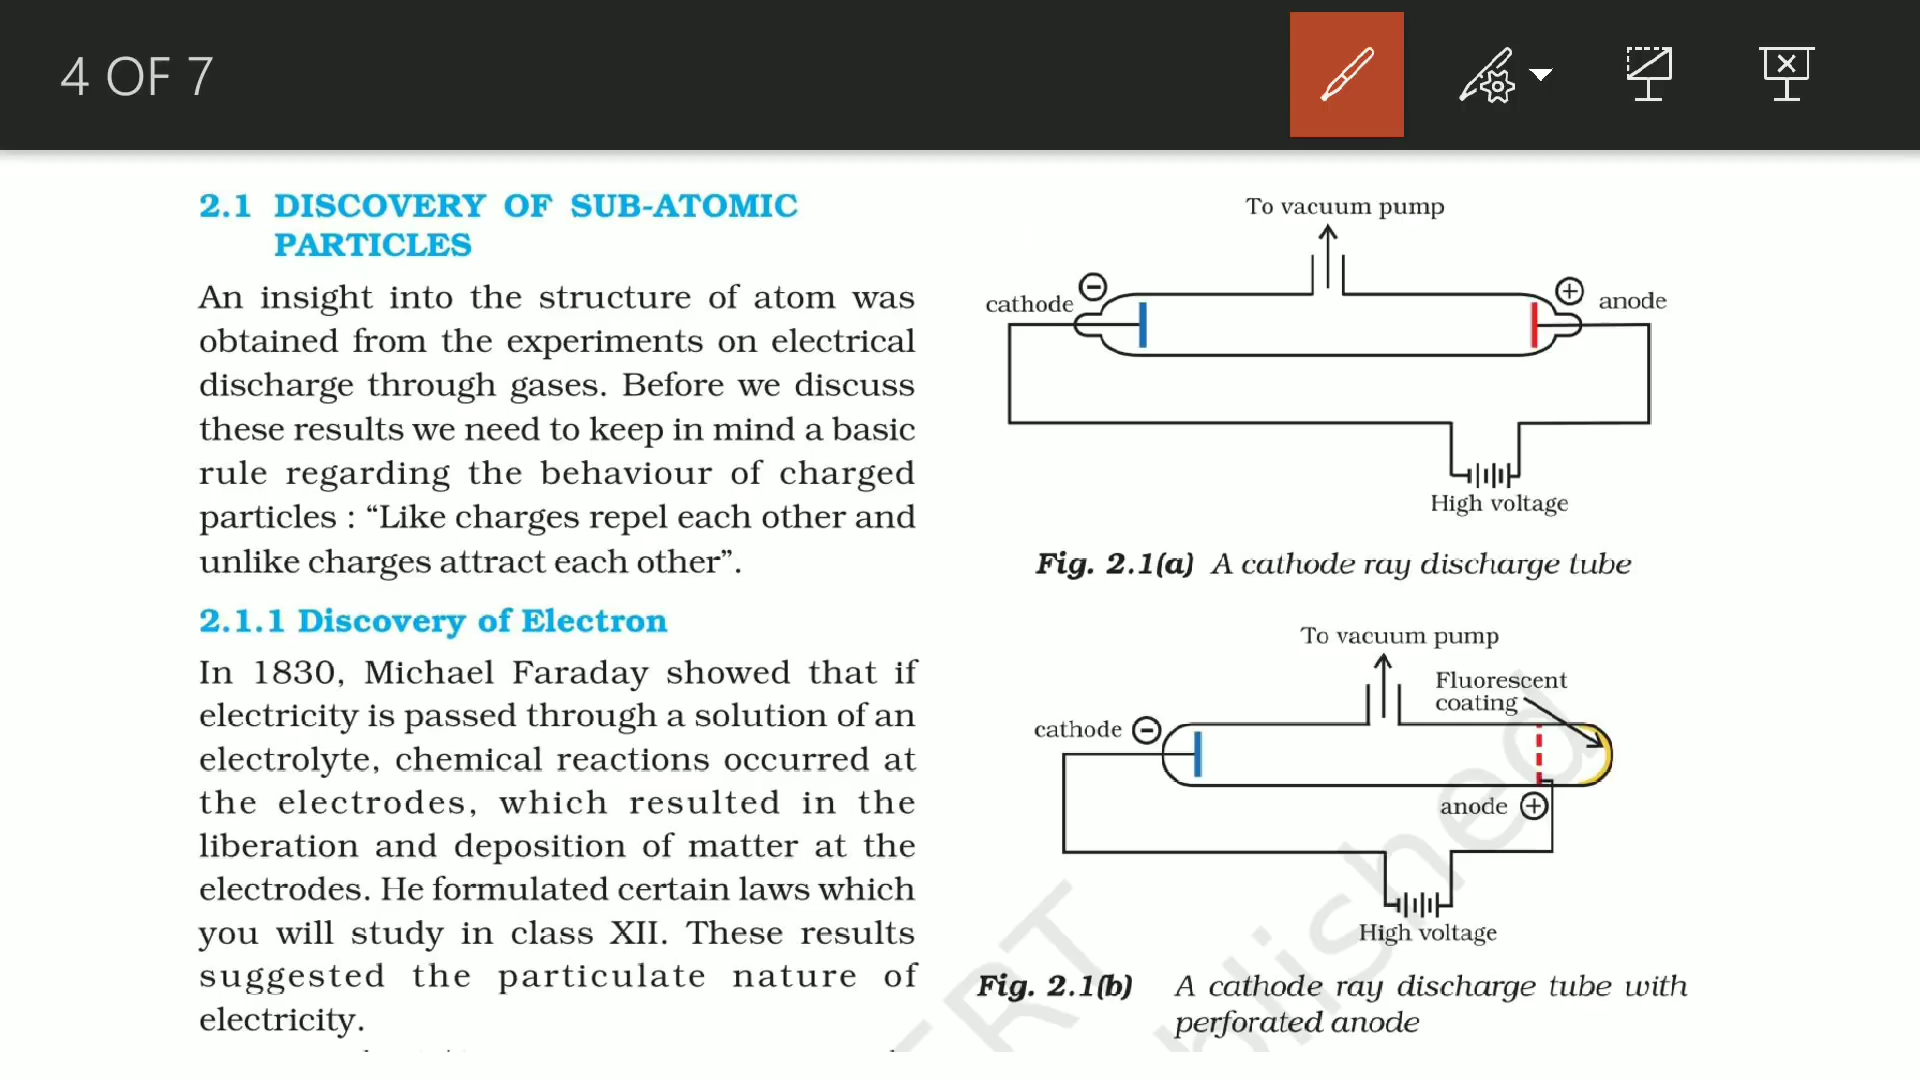 4 OF 7
2.1 DISCOVERY OF SUB-ATOMIC
PARTICLES
An insight into the structure of atom was
obtained from the experiments on electrical
discharge through gases. Before we discuss
these results we need to keep in mind a basic
rule regarding the behaviour of charged
particles : “Like charges repel each other and
unlike charges attract each other”.
2.1.1 Discovery of Electron
In 1830, Michael Faraday showed that if
electricity is passed through a solution of an
electrolyte, chemical reactions occurred at
the electrodes, which resulted in the
liberation and deposition of matter at the
electrodes. He formulated certain laws which
you will study in class XII. These results
suggested the particulate nature of
electricity.
To vacuum pump
cathode
−
+
anode
High voltage
Fig. 2.1(a) A cathode ray discharge tube
To vacuum pump
Fluorescent
coating
cathode −
anode +
High voltage
Fig. 2.1(b) A cathode ray discharge tube with
perforated anode